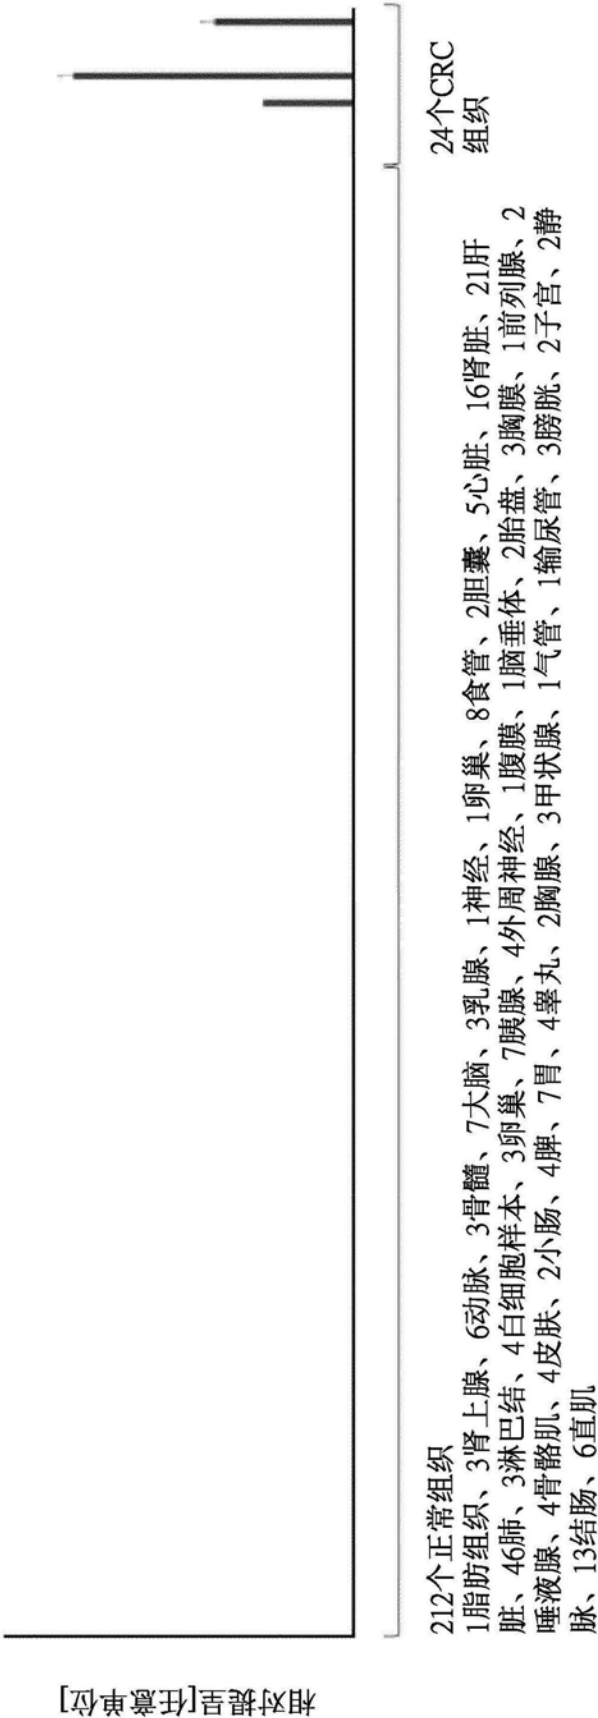 相对提呈[任意单位]
212个正常组织
1脂肪组织、3肾上腺、6动脉、3骨髓、7大脑、3乳腺、1神经、1卵巢、8食管、2胆囊、5心脏、16肾脏、21肝
脏、46肺、3淋巴结、4白细胞样本、3卵巢、7胰腺、4外周神经、1腹膜、1脑垂体、2胎盘、3胸膜、1前列腺、2
唾液腺、4骨骼肌、4皮肤、2小肠、4脾、7胃、4睾丸、2胸腺、3甲状腺、1气管、1输尿管、3膀胱、2子宫、2静
脉、13结肠、6直肌
24个CRC
组织